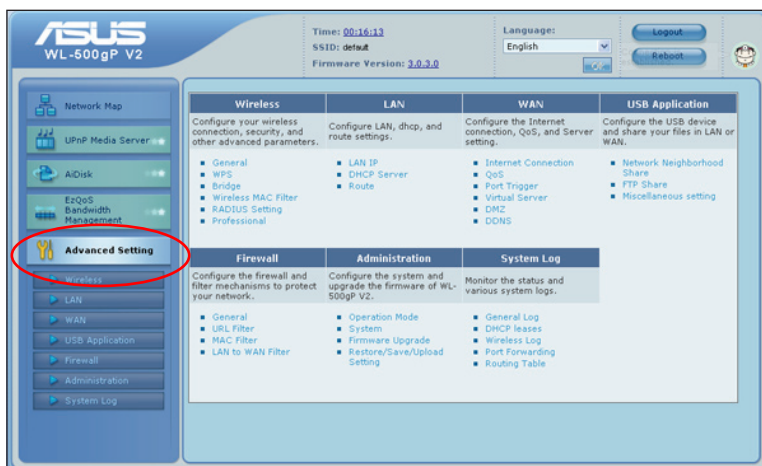 ASUS
WL-500gP V2
Time: 00:16:13
SSID: default
Firmware Version: 3.0.3.0
Language:
English
Logout
Reboot
Network Map
UPnP Media Server
AiDisk
EzQoS
Bandwidth
Management
Advanced Setting
Wireless
LAN
WAN
USB Application
Firewall
Administration
System Log
Wireless
Configure your wireless
connection, security, and
other advanced parameters.
General
WPS
Bridge
Wireless MAC Filter
RADIUS Setting
Professional
LAN
Configure LAN, dhcp, and
route settings.
LAN IP
DHCP Server
Route
WAN
Configure the Internet
connection, QoS, and Server
setting.
Internet Connection
QoS
Port Trigger
Virtual Server
DMZ
DDNS
USB Application
Configure the USB device
and share your files in LAN or
WAN.
Network Neighborhood
Share
FTP Share
Miscellaneous setting
Firewall
Configure the firewall and
filter mechanisms to protect
your network.
General
URL Filter
MAC Filter
LAN to WAN Filter
Administration
Configure the system and
upgrade the firmware of WL-
500gP V2.
Operation Mode
System
Firmware Upgrade
Restore/Save/Upload
Setting
System Log
Monitor the status and
various system logs.
General Log
DHCP leases
Wireless Log
Port Forwarding
Routing Table